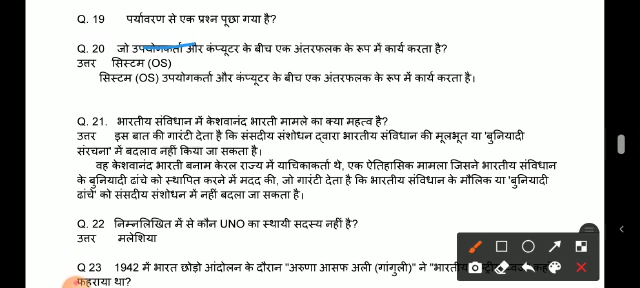 Q. 19 पर्यावरण से एक प्रश्न पूछा गया है?
Q. 20 जो उपयोगकर्ता और कंप्यूटर के बीच एक अंतरफलक के रूप में कार्य करता है?
उत्तर सिस्टम (OS)
सिस्टम (OS) उपयोगकर्ता और कंप्यूटर के बीच एक अंतरफलक के रूप में कार्य करता है।
Q. 21. भारतीय संविधान में केशवानंद भारती मामले का क्या महत्व है?
उत्तर इस बात की गारंटी देता है कि संसदीय संशोधन द्वारा भारतीय संविधान की मूलभूत या 'बुनियादी
संरचना' में बदलाव नहीं किया जा सकता है।
वह केशवानंद भारती बनाम केरल राज्य में याचिकाकर्ता थे, एक ऐतिहासिक मामला जिसने भारतीय संविधान
के बुनियादी ढांचे को स्थापित करने में मदद की, जो गारंटी देता है कि भारतीय संविधान के मौलिक या 'बुनियादी
ढांचे' को संसदीय संशोधन में नहीं बदला जा सकता है।
Q. 22 निम्नलिखित में से कौन UNO का स्थायी सदस्य नहीं है?
उत्तर मलेशिया
Q 23 1942 में भारत छोड़ो आंदोलन के दौरान "अरुणा आसफ अली (गांगुली)" ने "भारतीय
फहराया था?